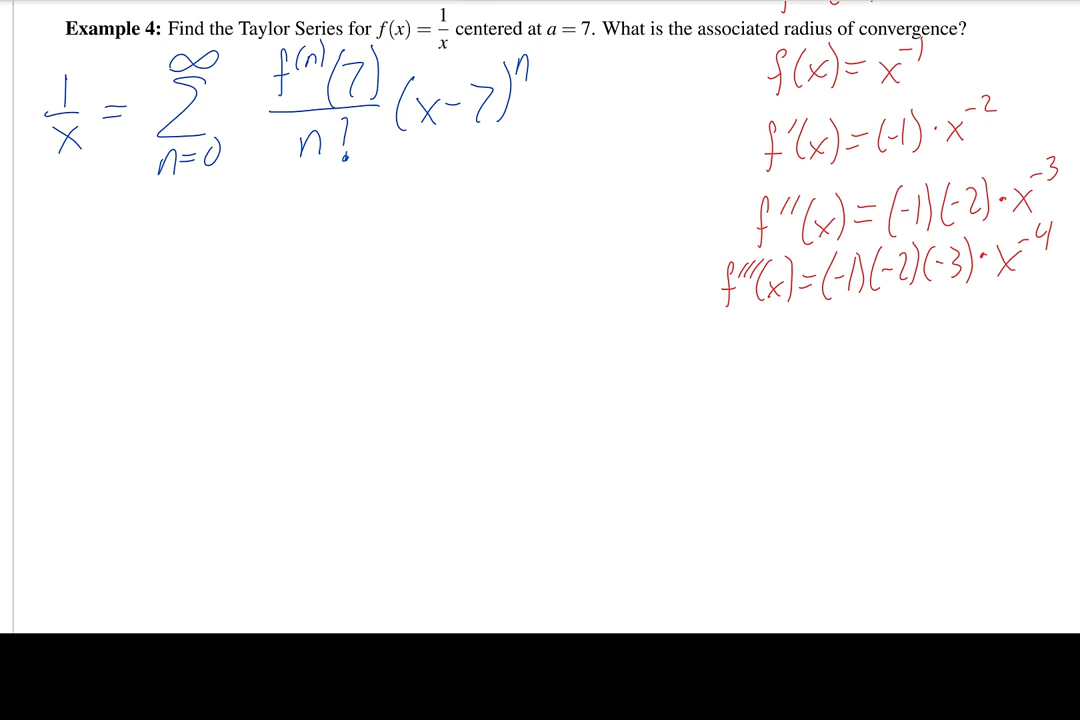 Example 4: Find the Taylor Series for f(x) = 1/x centered at a = 7. What is the associated radius of convergence?
1/x = ∑_{n=0}^{∞} f^{(n)}(7)/n! (x-7)^n
f(x) = x^{-1}
f'(x) = (-1) · x^{-2}
f''(x) = (-1)(-2) · x^{-3}
f'''(x) = (-1)(-2)(-3) · x^{-4}